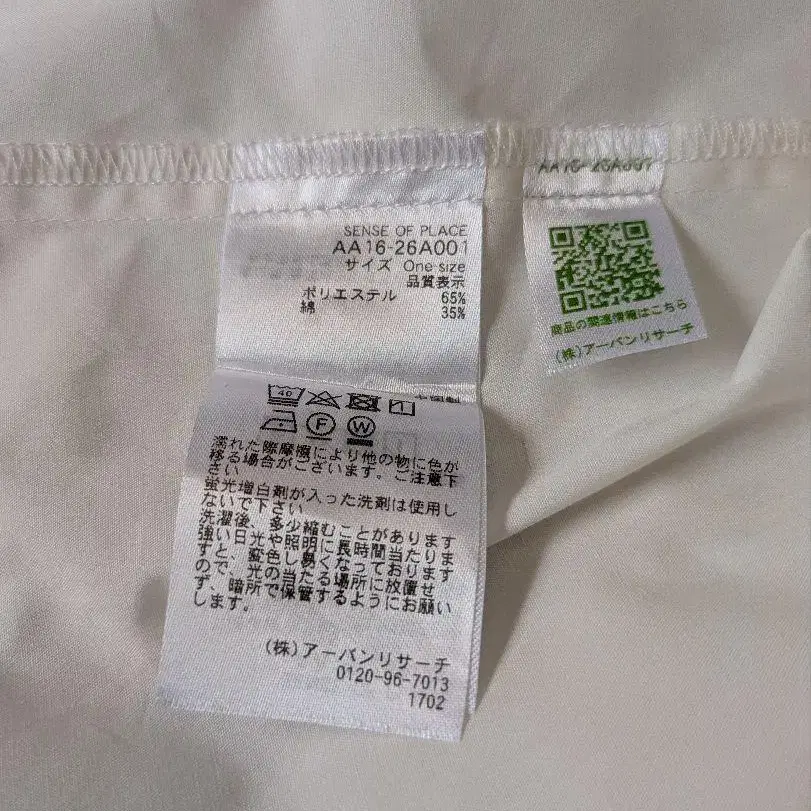 SENSE OF PLACE
AA16-26A001
サイズ One size
品質表示
ポリエステル 65%
綿 35%
40
F
W
濡れた際摩擦により他の物に色が
移る場合がございます。ご注意下
さい
蛍光増白剤が入った洗剤は使用し
ないで下さい
洗濯後、多少縮むことがあります
強い日光や照明に長時間当たりま
すと、変色し易くなっております
ので、光の当たる場所に放置せ
ず、暗所で保管するようにお願い
します。
(株)アーバンリサーチ
0120-96-7013
1702
商品の関連情報はこちら
(株)アーバンリサーチ